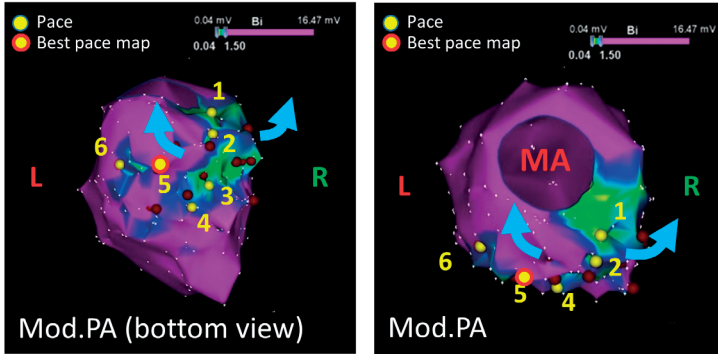 Pace
Best pace map
0.04 mV Bi 16.47 mV
0.04 1.50
1
2
6
5
3
4
L
R
Mod.PA (bottom view)
Pace
Best pace map
0.04 mV Bi 16.47 mV
0.04 1.50
MA
L
R
1
6
2
5
4
Mod.PA